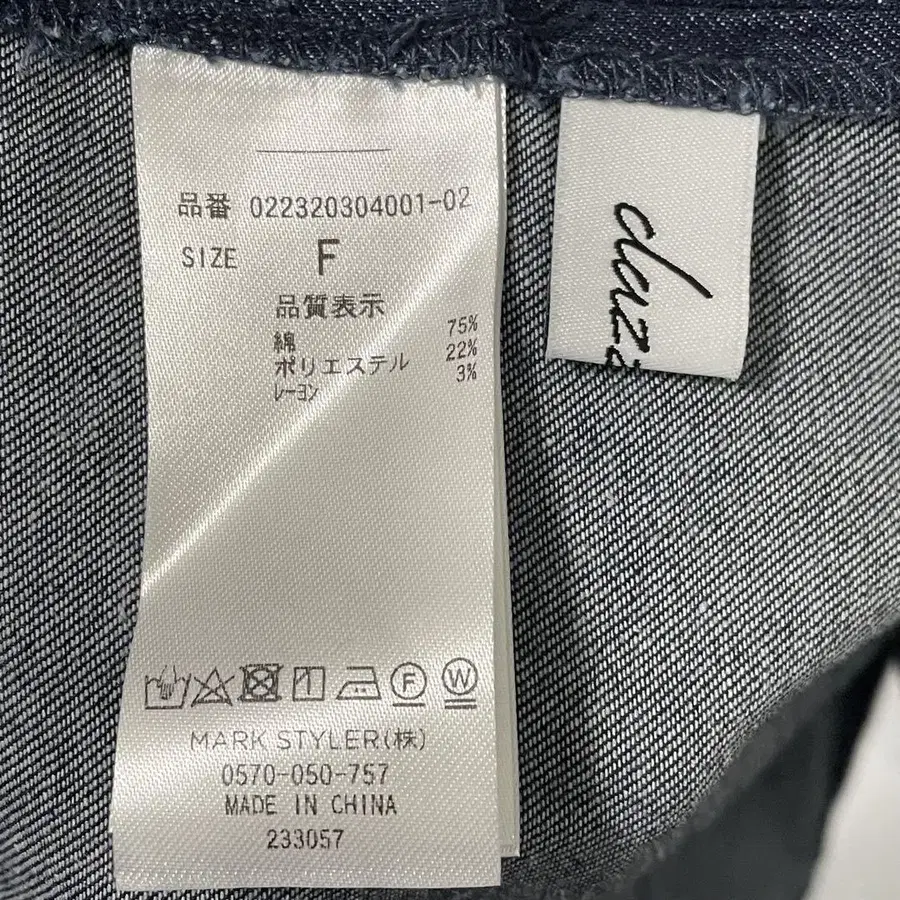 品番 022320304001-02
SIZE F
品質表示
綿 75%
ポリエステル 22%
レーヨン 3%
F W
MARK STYLER(株)
0570-050-757
MADE IN CHINA
233057